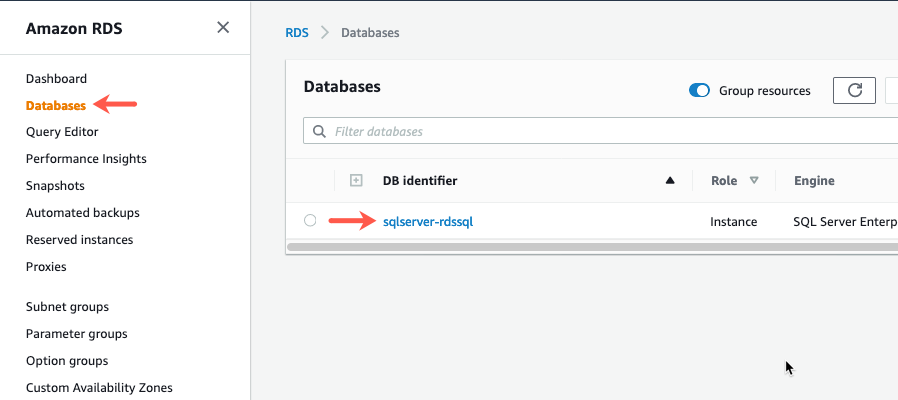 Amazon RDS
Dashboard
Databases
Query Editor
Performance Insights
Snapshots
Automated backups
Reserved instances
Proxies
Subnet groups
Parameter groups
Option groups
Custom Availability Zones
RDS > Databases
Databases
Group resources
Filter databases
DB identifier Role Engine
sqlserver-rdssql Instance SQL Server Enterp